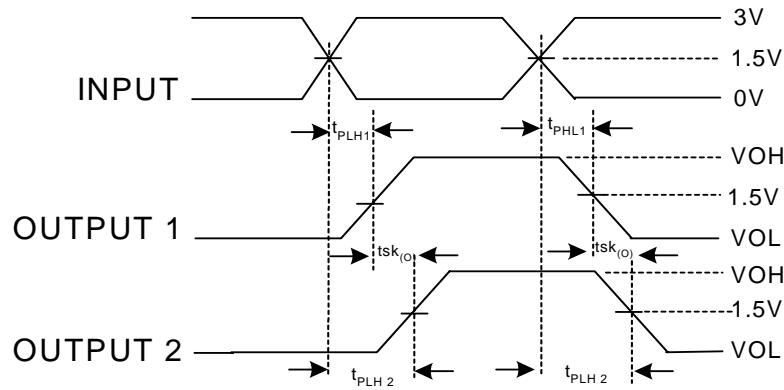 3V
1.5V
INPUT
0V
tPLH1
tPHL1
VOH
1.5V
OUTPUT 1
tsk(O)
tsk(O)
VOL
VOH
1.5V
OUTPUT 2
VOL
tPLH 2
tPLH 2